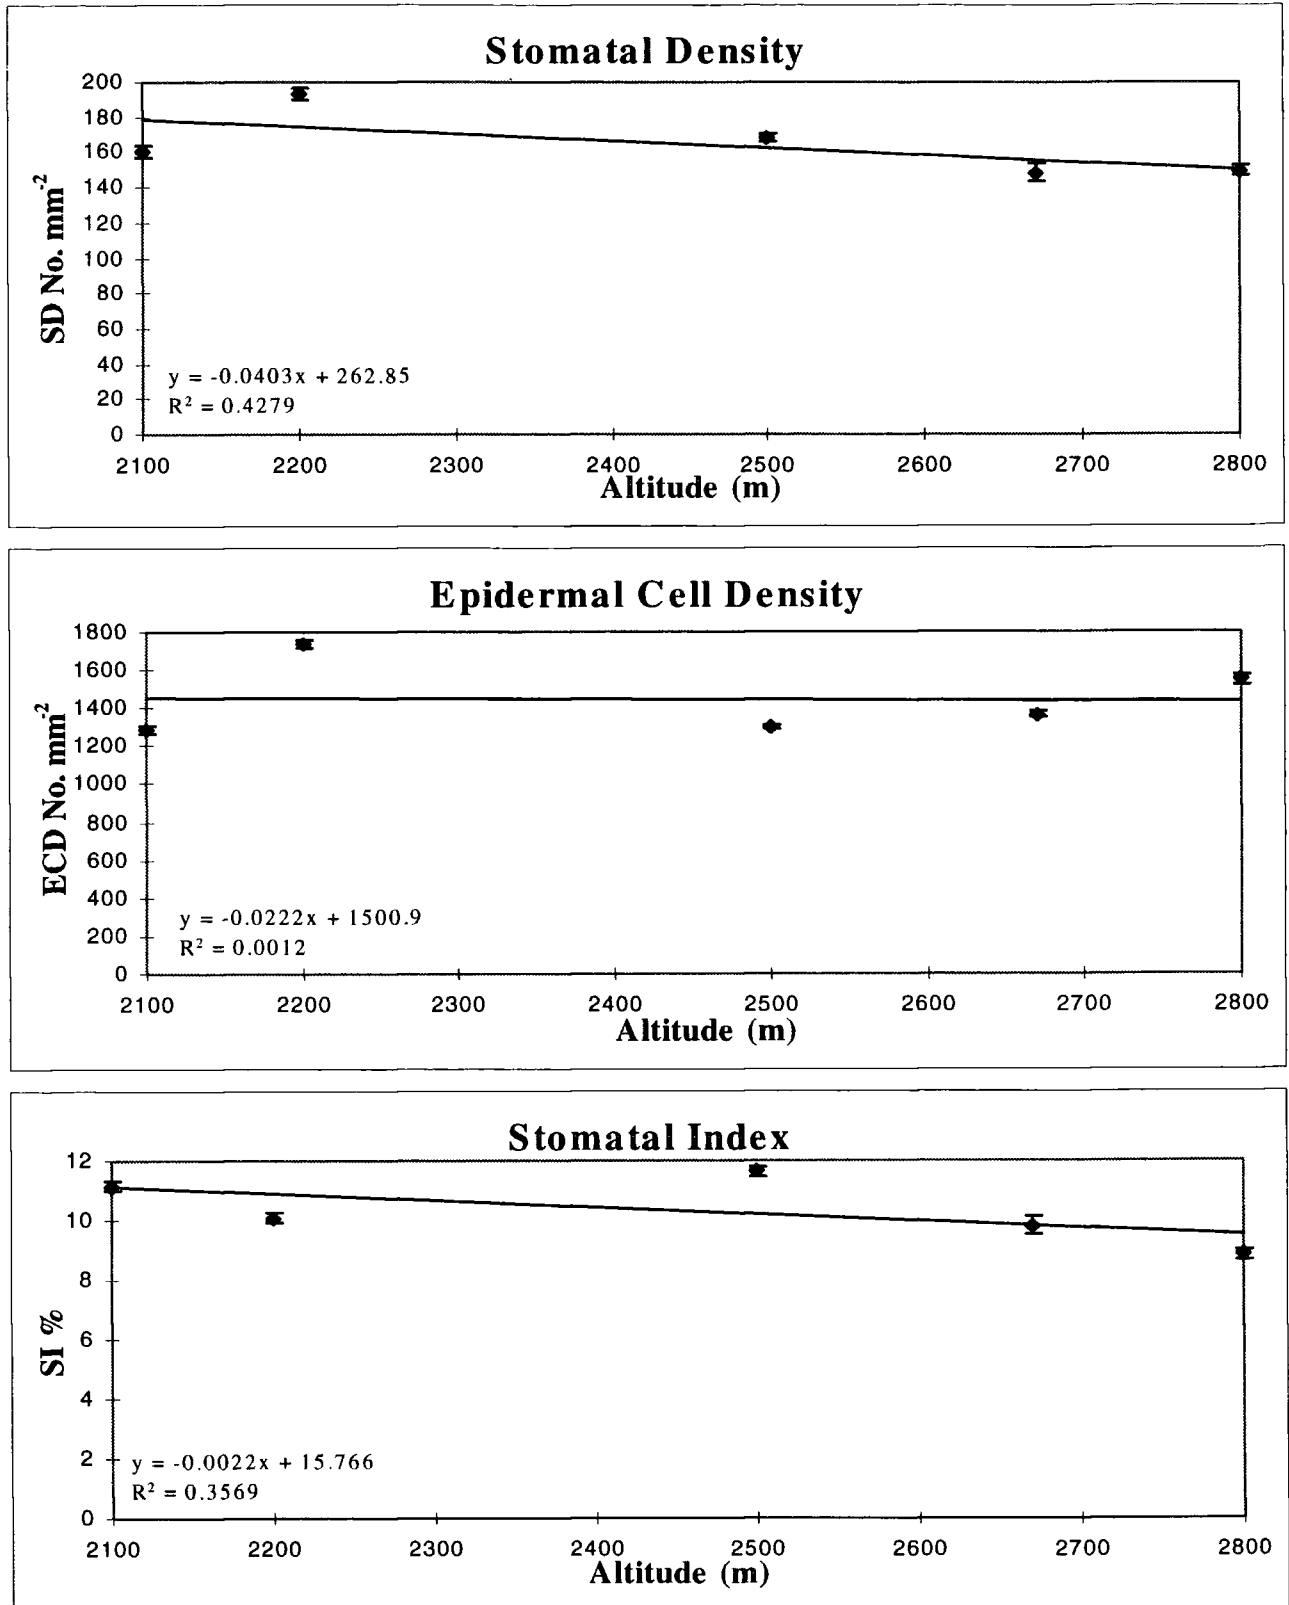 Stomatal Density
200
180
160
140
120
100
80
60
40
20
0
SD No. mm⁻²
y = -0.0403x + 262.85
R² = 0.4279
2100 2200 2300 2400 2500 2600 2700 2800
Altitude (m)
Epidermal Cell Density
1800
1600
1400
1200
1000
800
600
400
200
0
ECD No. mm⁻²
y = -0.0222x + 1500.9
R² = 0.0012
2100 2200 2300 2400 2500 2600 2700 2800
Altitude (m)
Stomatal Index
12
10
8
6
4
2
0
SI %
y = -0.0022x + 15.766
R² = 0.3569
2100 2200 2300 2400 2500 2600 2700 2800
Altitude (m)